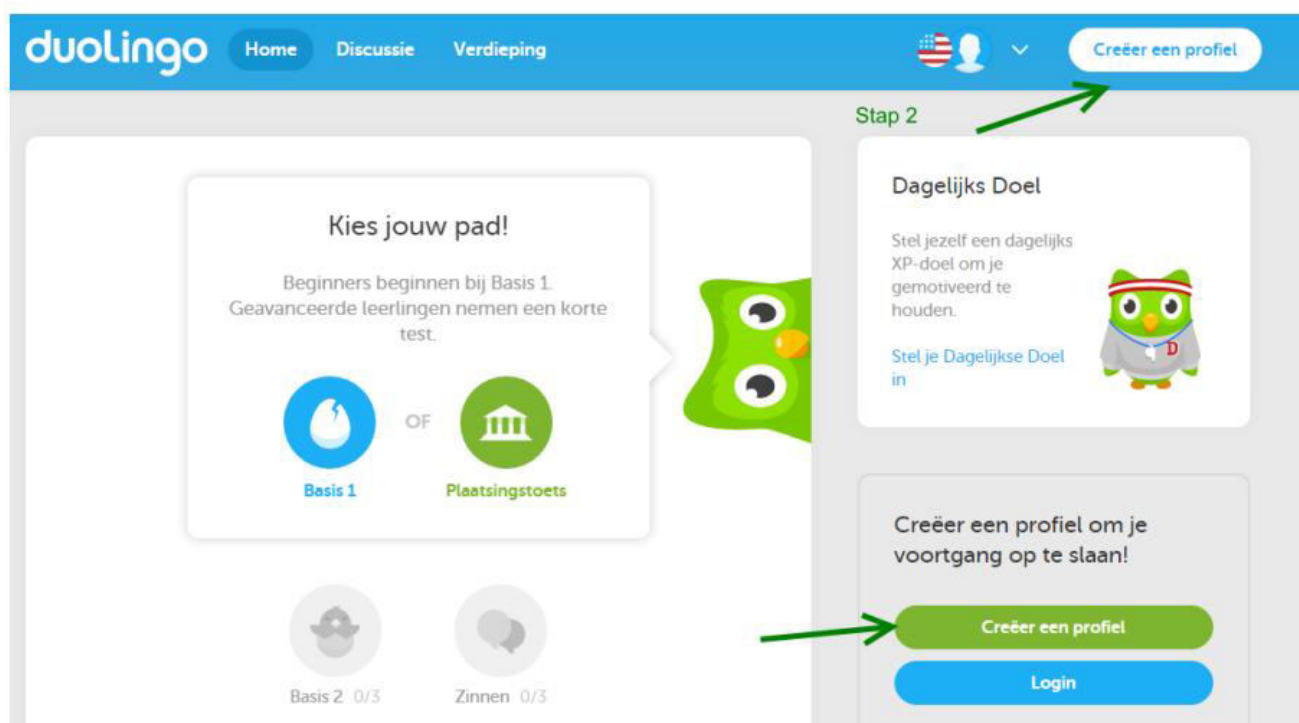 duolingo Home Discussie Verdieping Creëer een profiel
Stap 2
Kies jouw pad!
Beginners beginnen bij Basis 1.
Geavanceerde leerlingen nemen een korte
test.
OF
Basis 1 Plaatsingstoets
Basis 2 0/3 Zinnen 0/3
Dagelijks Doel
Stel jezelf een dagelijks
XP-doel om je
gemotiveerd te
houden.
Stel je Dagelijkse Doel
in
D
Creëer een profiel om je
voortgang op te slaan!
Creëer een profiel
Login